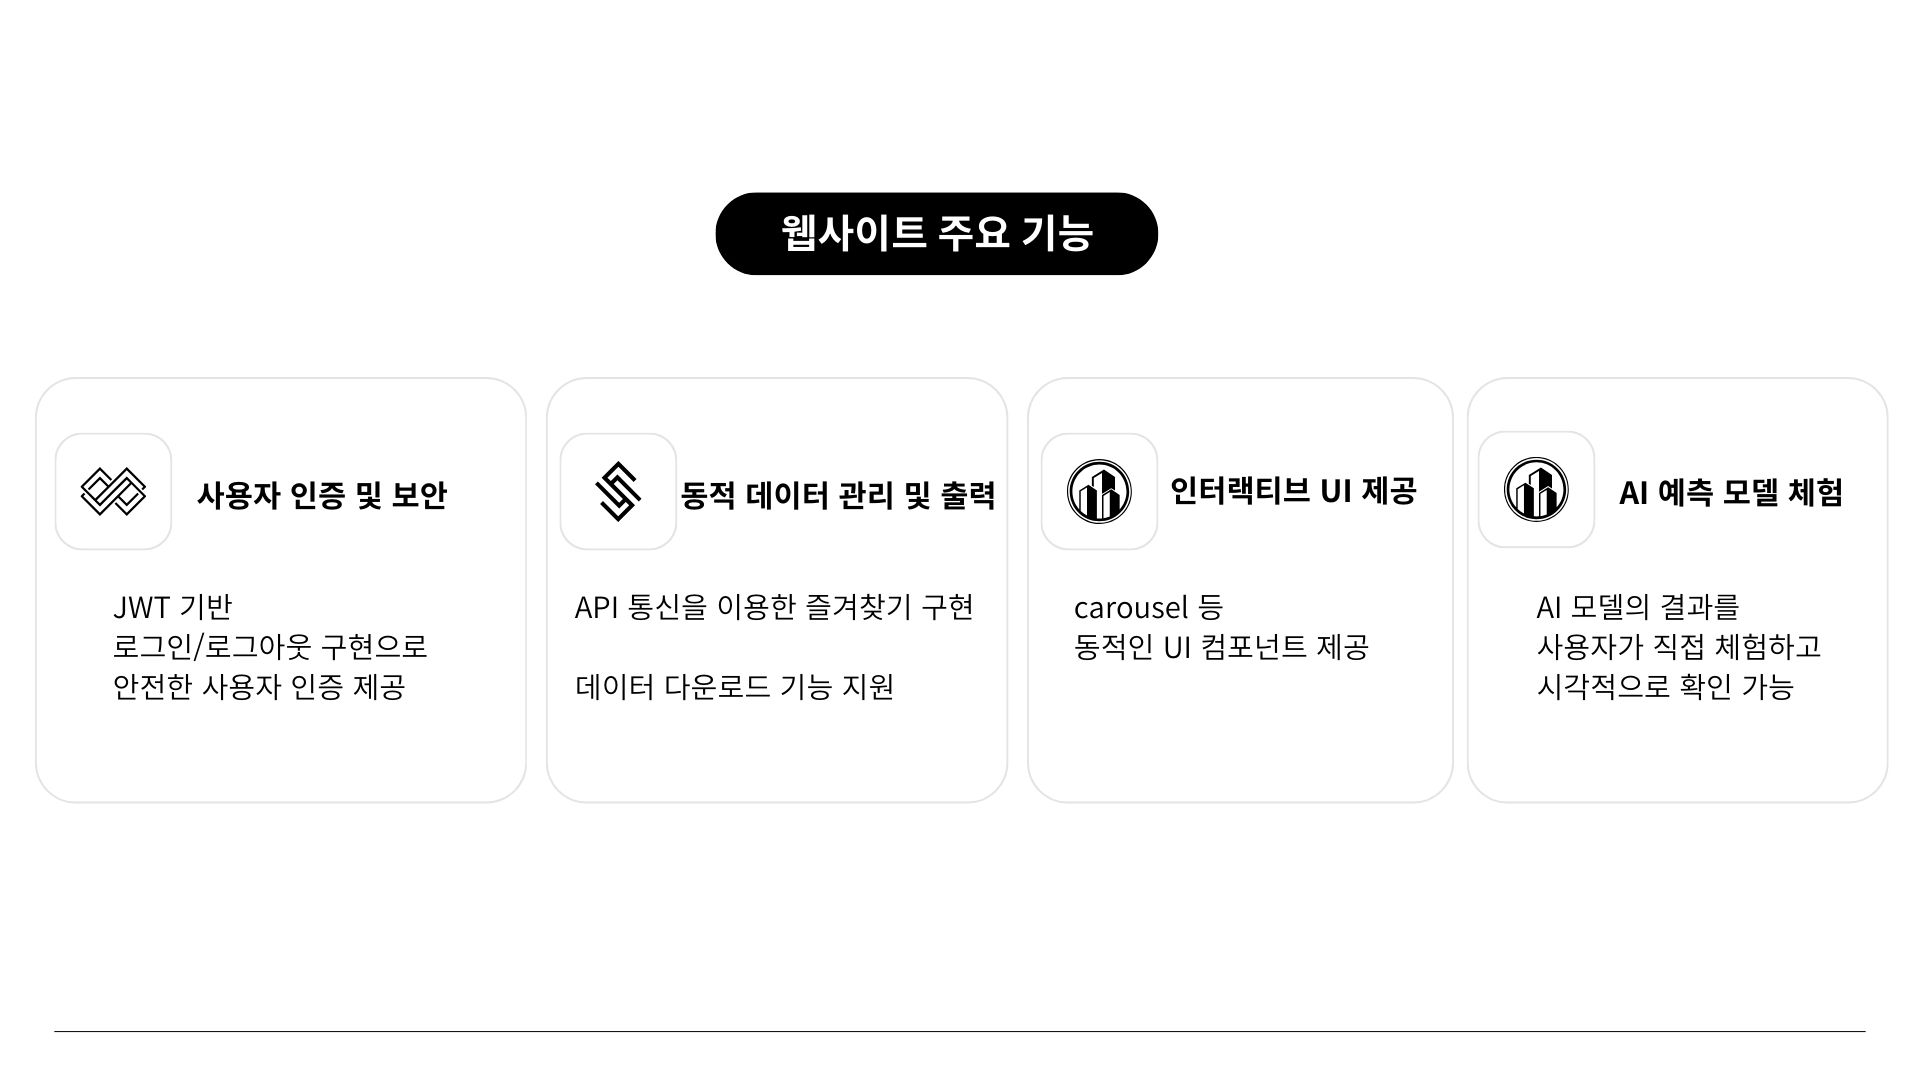 웹사이트 주요 기능
사용자 인증 및 보안
JWT 기반
로그인/로그아웃 구현으로
안전한 사용자 인증 제공
동적 데이터 관리 및 출력
API 통신을 이용한 즐겨찾기 구현
데이터 다운로드 기능 지원
인터랙티브 UI 제공
carousel 등
동적인 UI 컴포넌트 제공
AI 예측 모델 체험
AI 모델의 결과를
사용자가 직접 체험하고
시각적으로 확인 가능